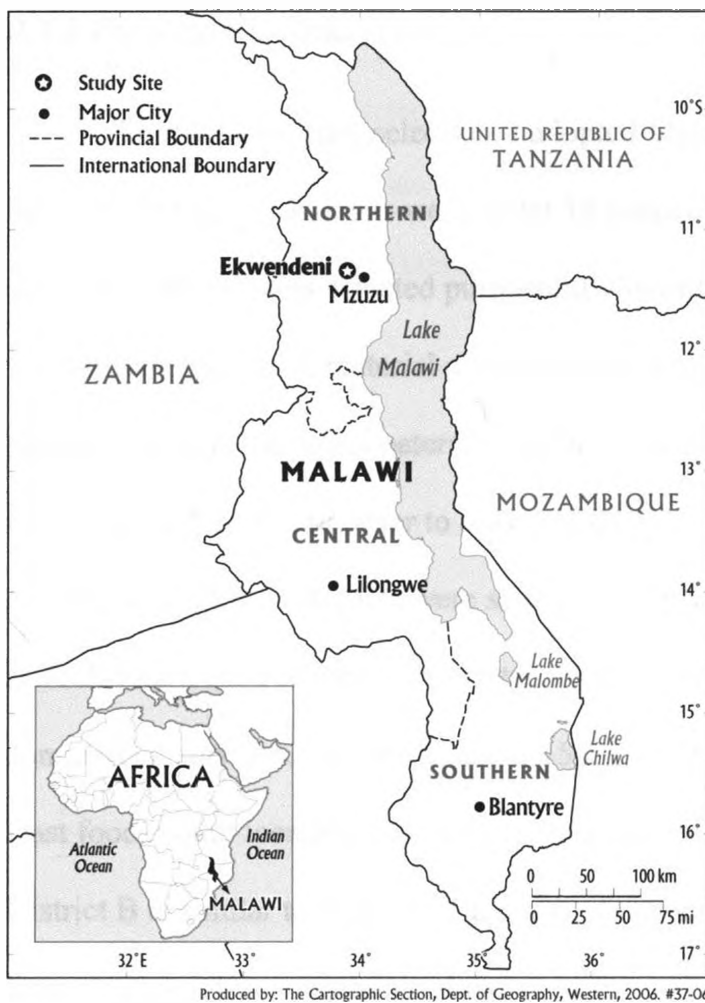 Study Site
Major City
Provincial Boundary
International Boundary
10°S
UNITED REPUBLIC OF
TANZANIA
NORTHERN
11°
Ekwendeni
Mzuzu
Lake
Malawi
12°
ZAMBIA
MALAWI
13°
MOZAMBIQUE
CENTRAL
Lilongwe
14°
Lake
Malombe
15°
Lake
Chilwa
SOUTHERN
Blantyre
16°
AFRICA
Atlantic
Ocean
Indian
Ocean
MALAWI
0 50 100 km
0 25 50 75 mi
17°
32°E 33° 34° 35° 36°
Produced by: The Cartographic Section, Dept. of Geography, Western, 2006. #37-06